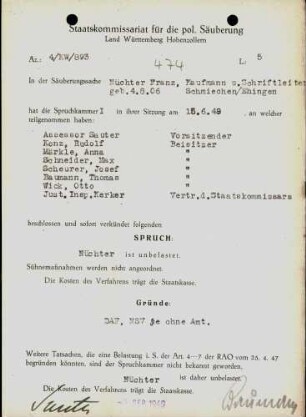 Staatskommissariat für die pol. Säuberung
Land Württemberg Hohenzollern
Az.: 4/KW/893
474
L: 5
In der Säuberungssache Nüchter Franz, Kaufmann u.Schriftleiter
geb.4.8.06 Schmiechen/Ehingen
hat die Spruchkammer I in ihrer Sitzung am 15.6.49 , an welcher
teilgenommen haben:
Assessor Sauter Vorsitzender
Konz, Rudolf Beisitzer
Märkle, Anna "
Schneider, Max "
Scheurer, Josef "
Baumann, Thomas "
Wick, Otto "
Just.Insp.Kerker Vertr.d.Staatskommissars
beschlossen und sofort verkündet folgenden
SPRUCH:
Nüchter ist unbelastet.
Sühnemaßnahmen werden nicht angeordnet.
Die Kosten des Verfahrens trägt die Staatskasse.
Gründe:
DAF, NSV je ohne Amt.
Weitere Tatsachen, die eine Belastung i. S. der Art. 4—7 der RAO vom 25. 4. 47
begründen könnten, sind der Spruchkammer nicht bekannt geworden.
Nüchter ist daher unbelastet
Die Kosten des Verfahrens trägt die Staatskasse.
Sauter
Baumann